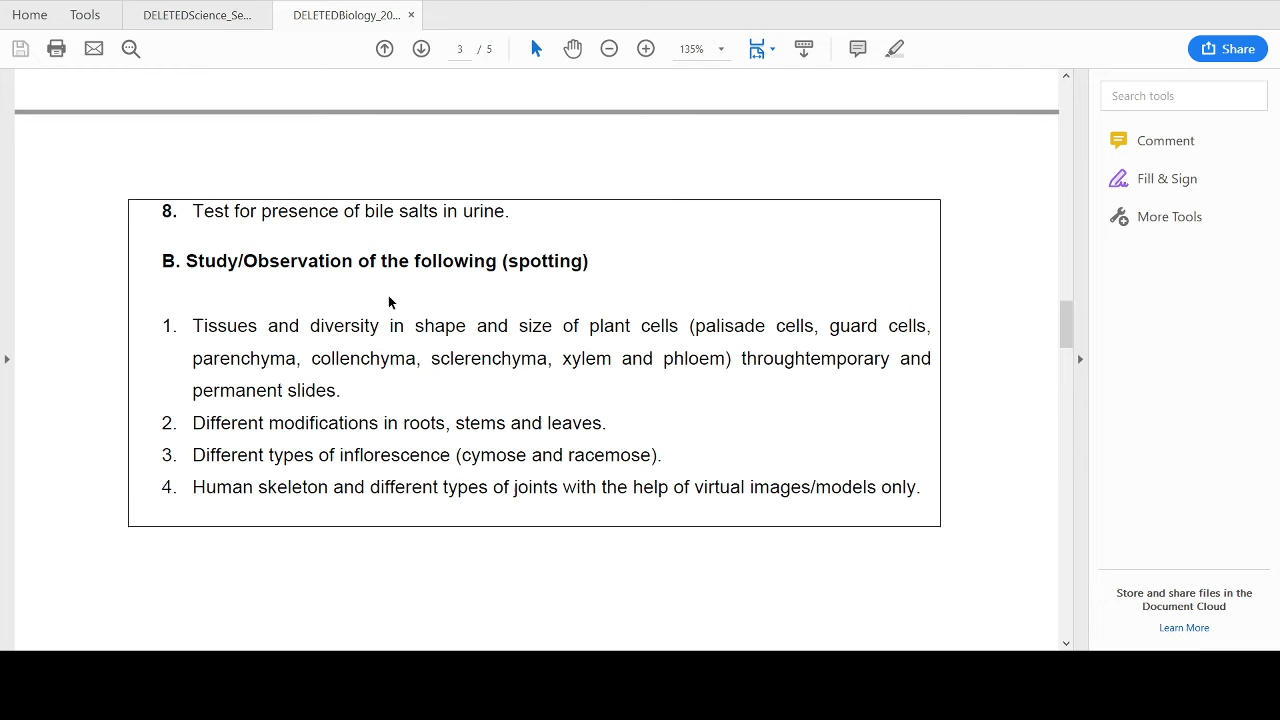 Home Tools DELETEDScience_Se... DELETEDBiology_20... ×
3 / 5 135% Share
Search tools
Comment
Fill & Sign
More Tools
8. Test for presence of bile salts in urine.
B. Study/Observation of the following (spotting)
1. Tissues and diversity in shape and size of plant cells (palisade cells, guard cells,
parenchyma, collenchyma, sclerenchyma, xylem and phloem) throughtemporary and
permanent slides.
2. Different modifications in roots, stems and leaves.
3. Different types of inflorescence (cymose and racemose).
4. Human skeleton and different types of joints with the help of virtual images/models only.
Store and share files in the
Document Cloud
Learn More